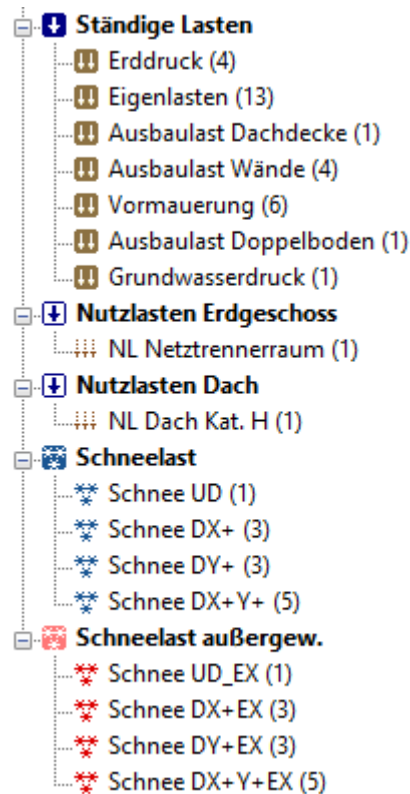 Ständige Lasten
Erddruck (4)
Eigenlasten (13)
Ausbaulast Dachdecke (1)
Ausbaulast Wände (4)
Vormauerung (6)
Ausbaulast Doppelboden (1)
Grundwasserdruck (1)
Nutzlasten Erdgeschoss
NL Netztrennerraum (1)
Nutzlasten Dach
NL Dach Kat. H (1)
Schneelast
Schnee UD (1)
Schnee DX+ (3)
Schnee DY+ (3)
Schnee DX+Y+ (5)
Schneelast außergew.
Schnee UD_EX (1)
Schnee DX+EX (3)
Schnee DY+EX (3)
Schnee DX+Y+EX (5)